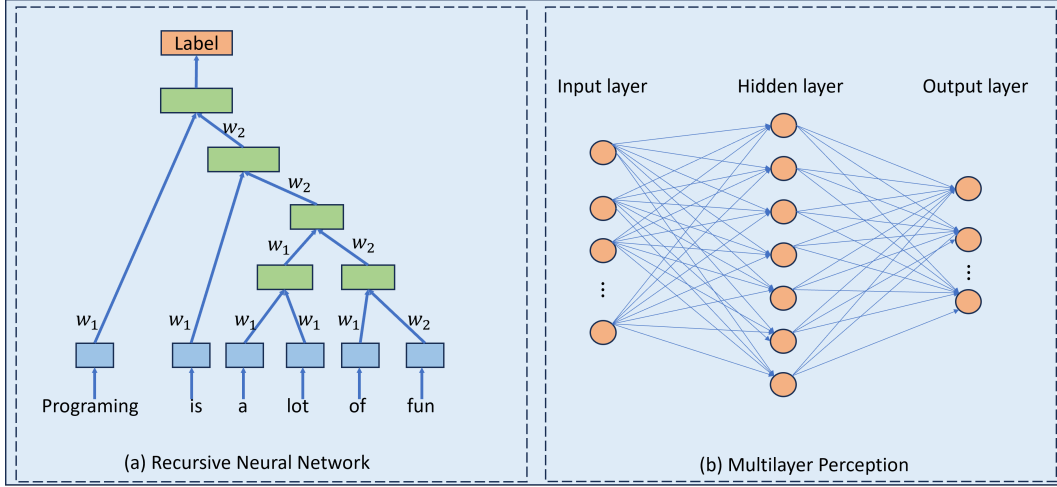 Label
w₂
w₂
w₁ w₂
w₁ w₁ w₁ w₁ w₁ w₂
Programing is a lot of fun
(a) Recursive Neural Network
Input layer Hidden layer Output layer
⋮ ⋮
(b) Multilayer Perception